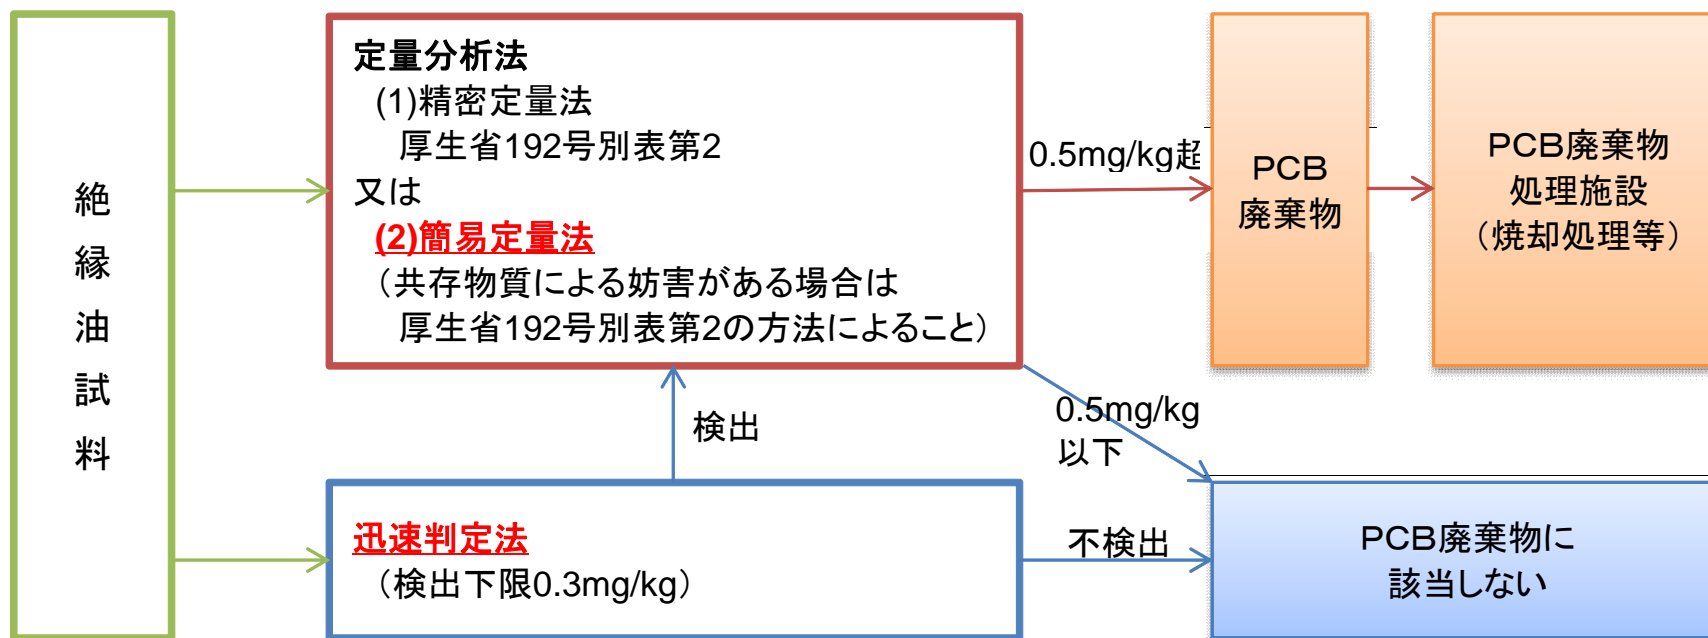 絶縁油試料
定量分析法
(1)精密定量法
厚生省192号別表第2
又は
(2)簡易定量法
（共存物質による妨害がある場合は
厚生省192号別表第2の方法によること）
0.5mg/kg超
PCB
廃棄物
PCB廃棄物
処理施設
（焼却処理等）
検出
0.5mg/kg
以下
迅速判定法
（検出下限0.3mg/kg）
不検出
PCB廃棄物に
該当しない